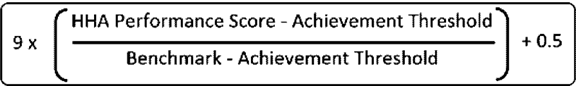 HHA Performance Score - Achievement Threshold
9 x
+ 0.5
Benchmark - Achievement Threshold